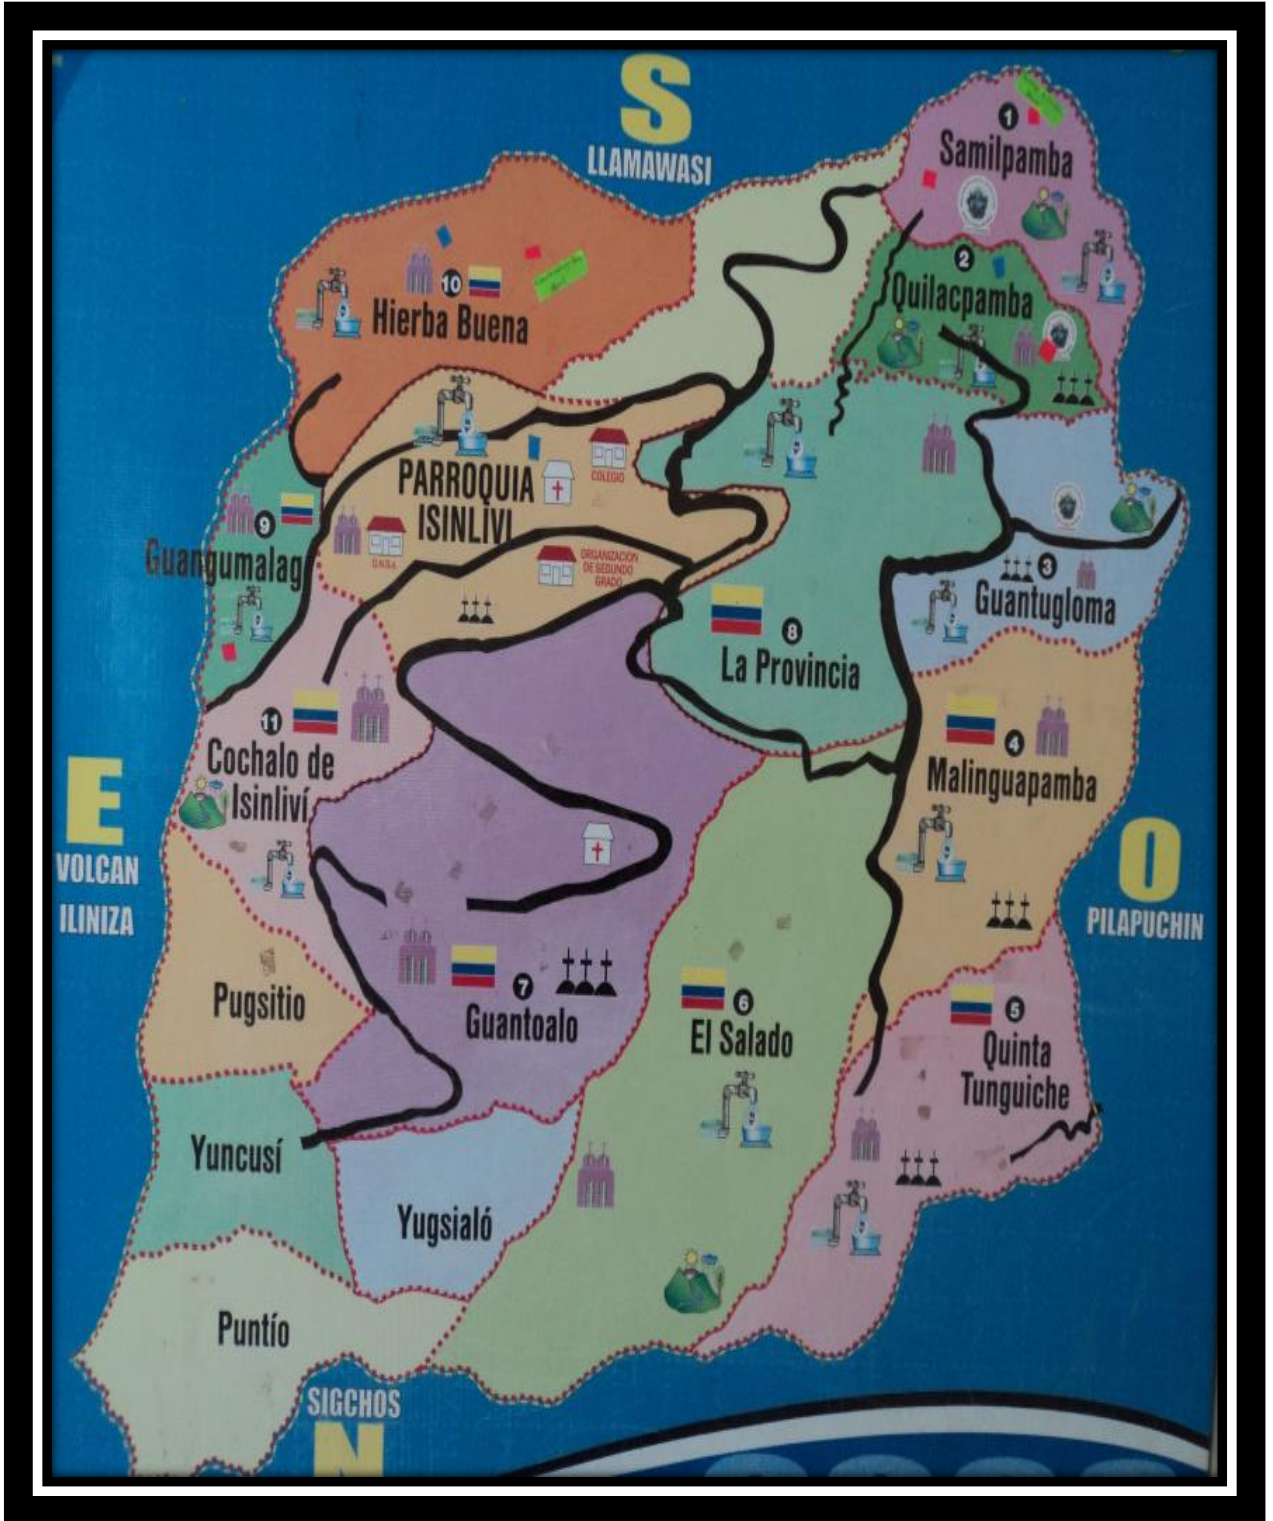 S
LLAMAWASI
1
Samilpamba
2
Quilacpamba
10
Hierba Buena
PARROQUIA
ISINLIVI
COLEGIO
O.N.G.s
ORGANIZACION
DE SEGUNDO
GRADO
9
Guangumalag
3
Guantugloma
8
La Provincia
11
Cochalo de
Isinliví
4
Malinguapamba
E
VOLCAN
ILINIZA
O
PILAPUCHIN
Pugsitio
7
Guantoalo
6
El Salado
5
Quinta
Tunguiche
Yuncusí
Yugsialó
Puntío
SIGCHOS
N